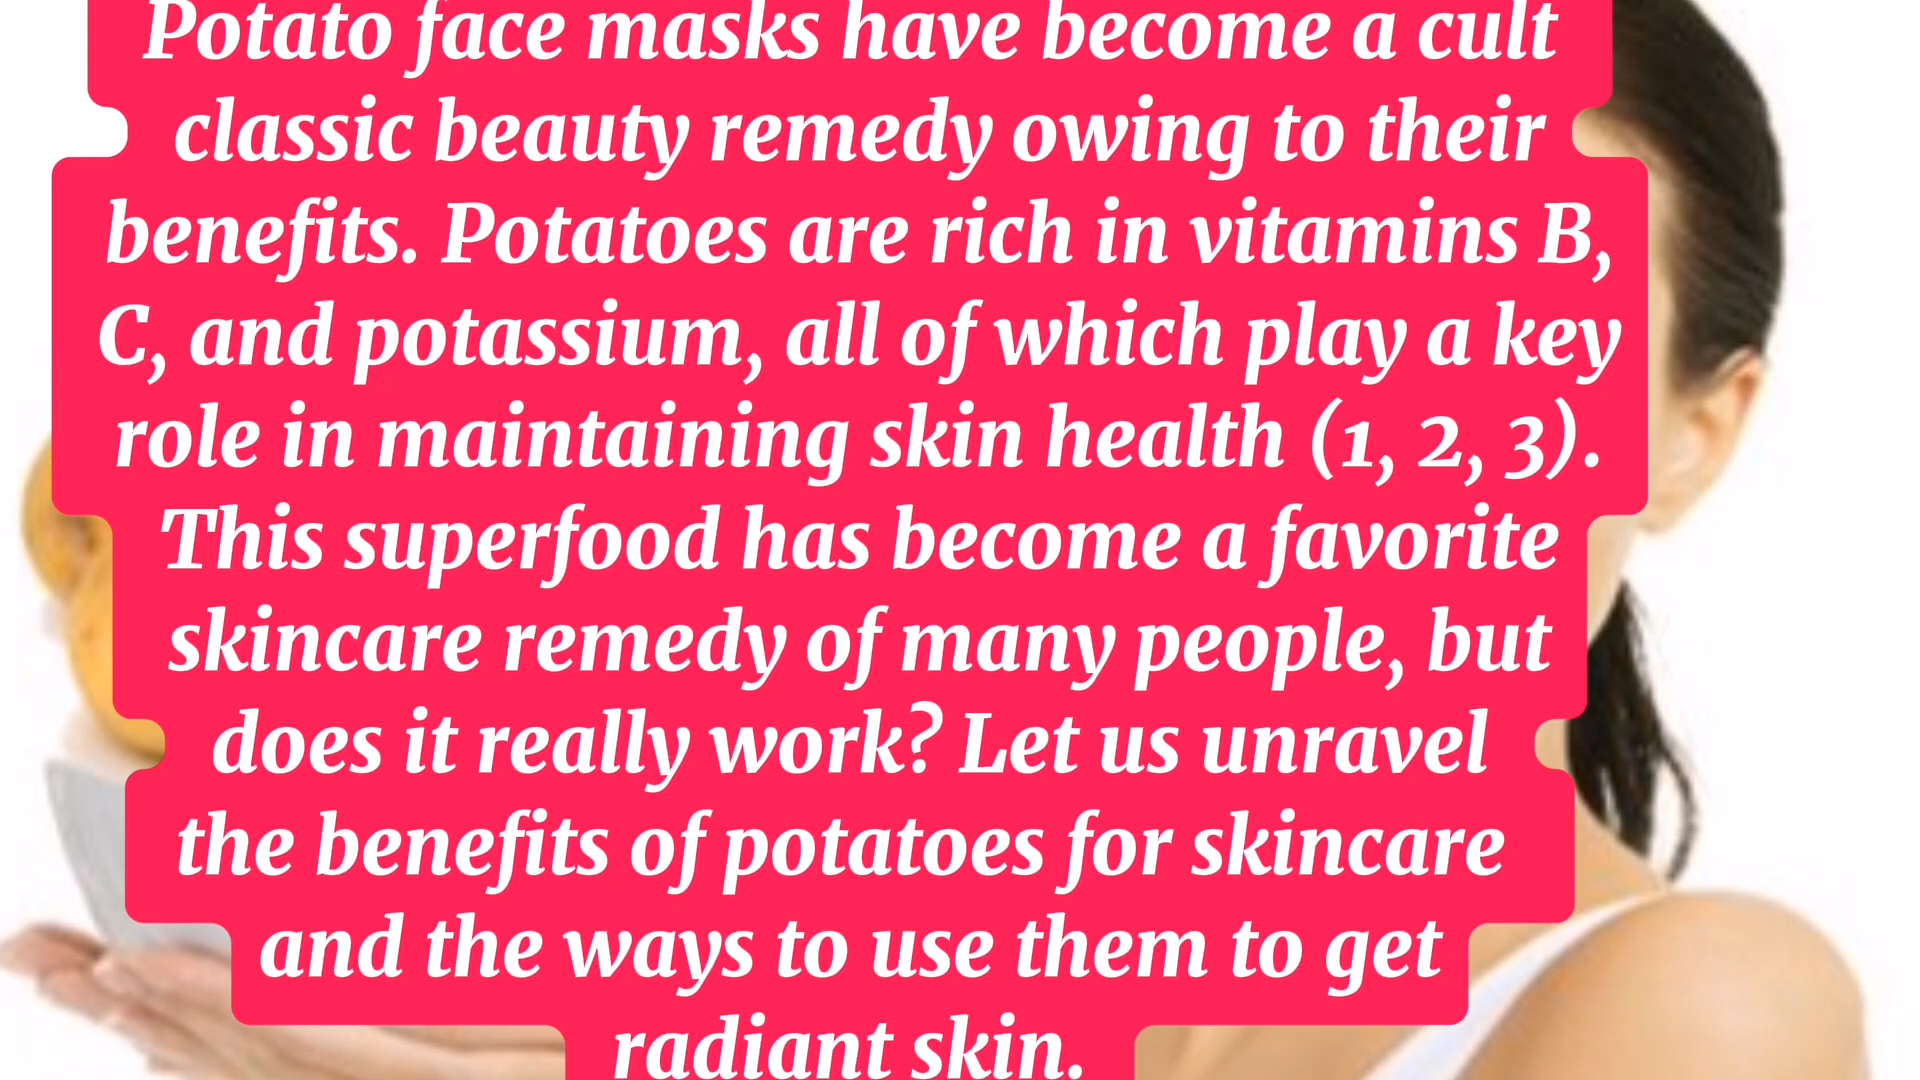 Potato face masks have become a cult
classic beauty remedy owing to their
benefits. Potatoes are rich in vitamins B,
C, and potassium, all of which play a key
role in maintaining skin health (1, 2, 3).
This superfood has become a favorite
skincare remedy of many people, but
does it really work? Let us unravel
the benefits of potatoes for skincare
and the ways to use them to get
radiant skin.